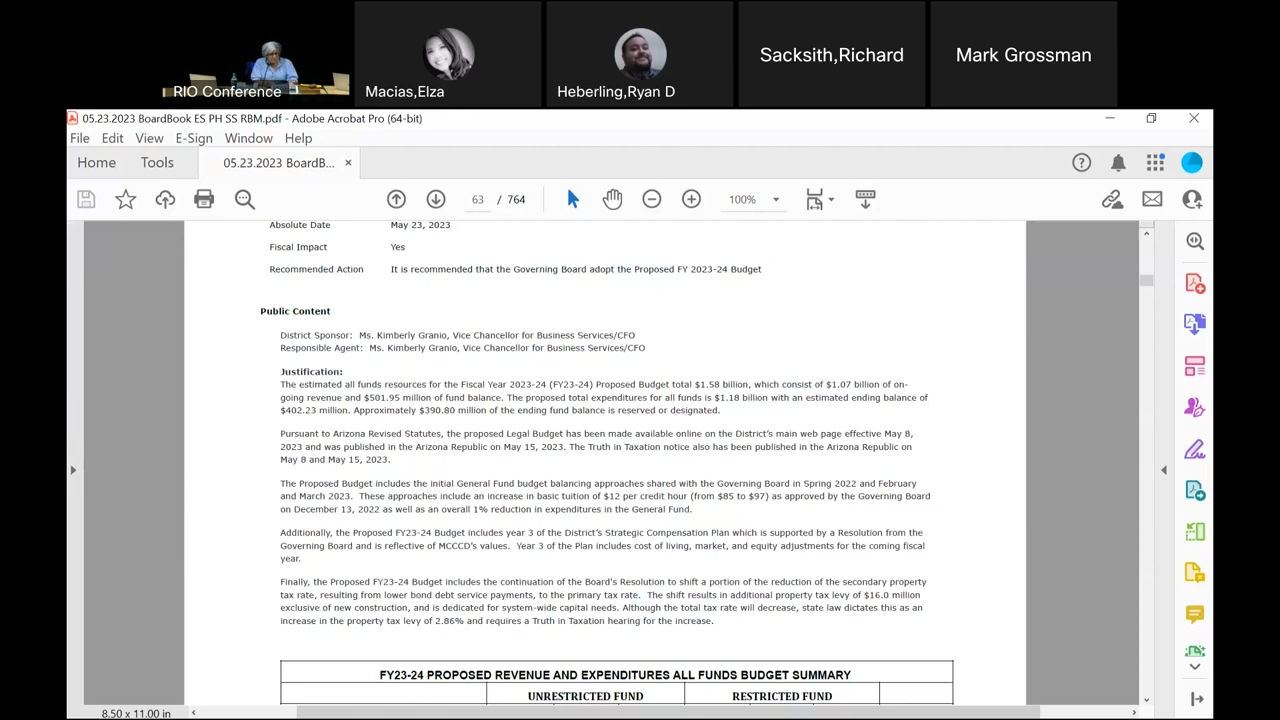 RIO Conference
Macias,Elza
Heberling,Ryan D
Sacksith,Richard
Mark Grossman
05.23.2023 BoardBook ES PH SS RBM.pdf - Adobe Acrobat Pro (64-bit)
File Edit View E-Sign Window Help
Home Tools 05.23.2023 BoardB... ×
63 / 764 100%
Absolute Date May 23, 2023
Fiscal Impact Yes
Recommended Action It is recommended that the Governing Board adopt the Proposed FY 2023-24 Budget
Public Content
District Sponsor: Ms. Kimberly Granio, Vice Chancellor for Business Services/CFO
Responsible Agent: Ms. Kimberly Granio, Vice Chancellor for Business Services/CFO
Justification:
The estimated all funds resources for the Fiscal Year 2023-24 (FY23-24) Proposed Budget total $1.58 billion, which consist of $1.07 billion of on-
going revenue and $501.95 million of fund balance. The proposed total expenditures for all funds is $1.18 billion with an estimated ending balance of
$402.23 million. Approximately $390.80 million of the ending fund balance is reserved or designated.
Pursuant to Arizona Revised Statutes, the proposed Legal Budget has been made available online on the District's main web page effective May 8,
2023 and was published in the Arizona Republic on May 15, 2023. The Truth in Taxation notice also has been published in the Arizona Republic on
May 8 and May 15, 2023.
The Proposed Budget includes the initial General Fund budget balancing approaches shared with the Governing Board in Spring 2022 and February
and March 2023. These approaches include an increase in basic tuition of $12 per credit hour (from $85 to $97) as approved by the Governing Board
on December 13, 2022 as well as an overall 1% reduction in expenditures in the General Fund.
Additionally, the Proposed FY23-24 Budget includes year 3 of the District's Strategic Compensation Plan which is supported by a Resolution from the
Governing Board and is reflective of MCCCD's values. Year 3 of the Plan includes cost of living, market, and equity adjustments for the coming fiscal
year.
Finally, the Proposed FY23-24 Budget includes the continuation of the Board's Resolution to shift a portion of the reduction of the secondary property
tax rate, resulting from lower bond debt service payments, to the primary tax rate. The shift results in additional property tax levy of $16.0 million
exclusive of new construction, and is dedicated for system-wide capital needs. Although the total tax rate will decrease, state law dictates this as an
increase in the property tax levy of 2.86% and requires a Truth in Taxation hearing for the increase.
FY23-24 PROPOSED REVENUE AND EXPENDITURES ALL FUNDS BUDGET SUMMARY
UNRESTRICTED FUND RESTRICTED FUND
8.50 x 11.00 in